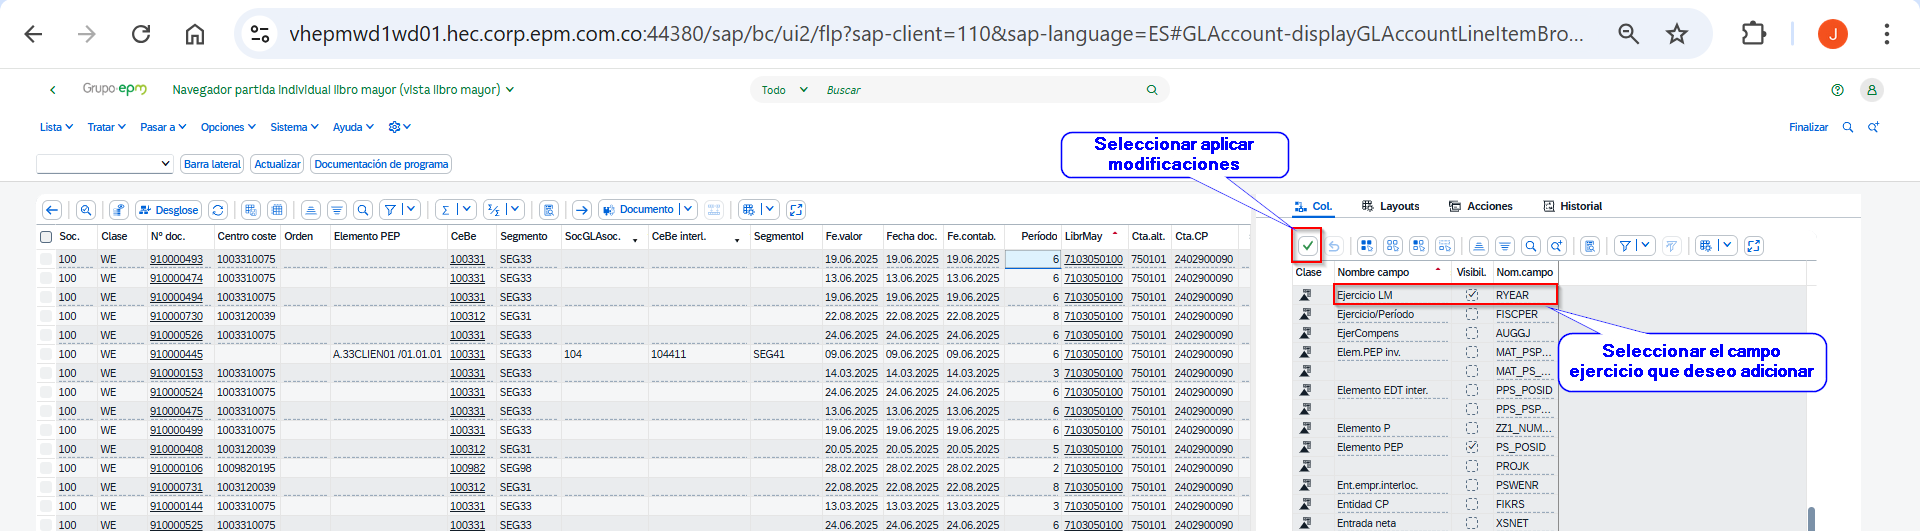 vhepmwd1wd01.hec.corp.epm.com.co:44380/sap/bc/ui2/flp?sap-client=110&sap-language=ES#GLAccount-displayGLAccountLineItemBro...
J
Grupo·epm
Navegador partida individual libro mayor (vista libro mayor)
Todo
Buscar
Lista Tratar Pasar a Opciones Sistema Ayuda
Finalizar
Seleccionar aplicar
modificaciones
Barra lateral Actualizar Documentación de programa
Desglose
Documento
Col. Layouts Acciones Historial
Soc. Clase Nº doc. Centro coste Orden Elemento PEP CeBe Segmento SocGLAsoc. CeBe interl. SegmentoI Fe.valor Fecha doc. Fe.contab. Período LibrMay Cta.alt. Cta.CP
100 WE 910000493 1003310075 100331 SEG33 19.06.2025 19.06.2025 19.06.2025 6 7103050100 750101 2402900090
100 WE 910000474 1003310075 100331 SEG33 13.06.2025 13.06.2025 13.06.2025 6 7103050100 750101 2402900090
100 WE 910000494 1003310075 100331 SEG33 19.06.2025 19.06.2025 19.06.2025 6 7103050100 750101 2402900090
100 WE 910000730 1003120039 100312 SEG31 22.08.2025 22.08.2025 22.08.2025 8 7103050100 750101 2402900090
100 WE 910000526 1003310075 100331 SEG33 24.06.2025 24.06.2025 24.06.2025 6 7103050100 750101 2402900090
100 WE 910000445 A.33CLIEN01 /01.01.01 100331 SEG33 104 104411 SEG41 09.06.2025 09.06.2025 09.06.2025 6 7103050100 750101 2402900090
100 WE 910000153 1003310075 100331 SEG33 14.03.2025 14.03.2025 14.03.2025 3 7103050100 750101 2402900090
100 WE 910000524 1003310075 100331 SEG33 24.06.2025 24.06.2025 24.06.2025 6 7103050100 750101 2402900090
100 WE 910000475 1003310075 100331 SEG33 13.06.2025 13.06.2025 13.06.2025 6 7103050100 750101 2402900090
100 WE 910000499 1003310075 100331 SEG33 19.06.2025 19.06.2025 19.06.2025 6 7103050100 750101 2402900090
100 WE 910000408 1003120039 100312 SEG31 20.05.2025 20.05.2025 20.05.2025 5 7103050100 750101 2402900090
100 WE 910000106 1009820195 100982 SEG98 28.02.2025 28.02.2025 28.02.2025 2 7103050100 750101 2402900090
100 WE 910000731 1003120039 100312 SEG31 22.08.2025 22.08.2025 22.08.2025 8 7103050100 750101 2402900090
100 WE 910000144 1003310075 100331 SEG33 13.03.2025 13.03.2025 13.03.2025 3 7103050100 750101 2402900090
100 WE 910000525 1003310075 100331 SEG33 24.06.2025 24.06.2025 24.06.2025 6 7103050100 750101 2402900090
Clase Nombre campo Visibil. Nom.campo
Ejercicio LM RYEAR
Ejercicio/Período FISCPER
EjerCompens AUGGJ
Elem.PEP inv. MAT_PSP...
MAT_PS_...
Elemento EDT inter. PPS_POSID
PPS_PSP...
Elemento P ZZ1_NUM...
Elemento PEP PS_POSID
PROJK
Ent.empr.interloc. PSWENR
Entidad CP FIKRS
Entrada neta XSNET
Seleccionar el campo
ejercicio que deseo adicionar